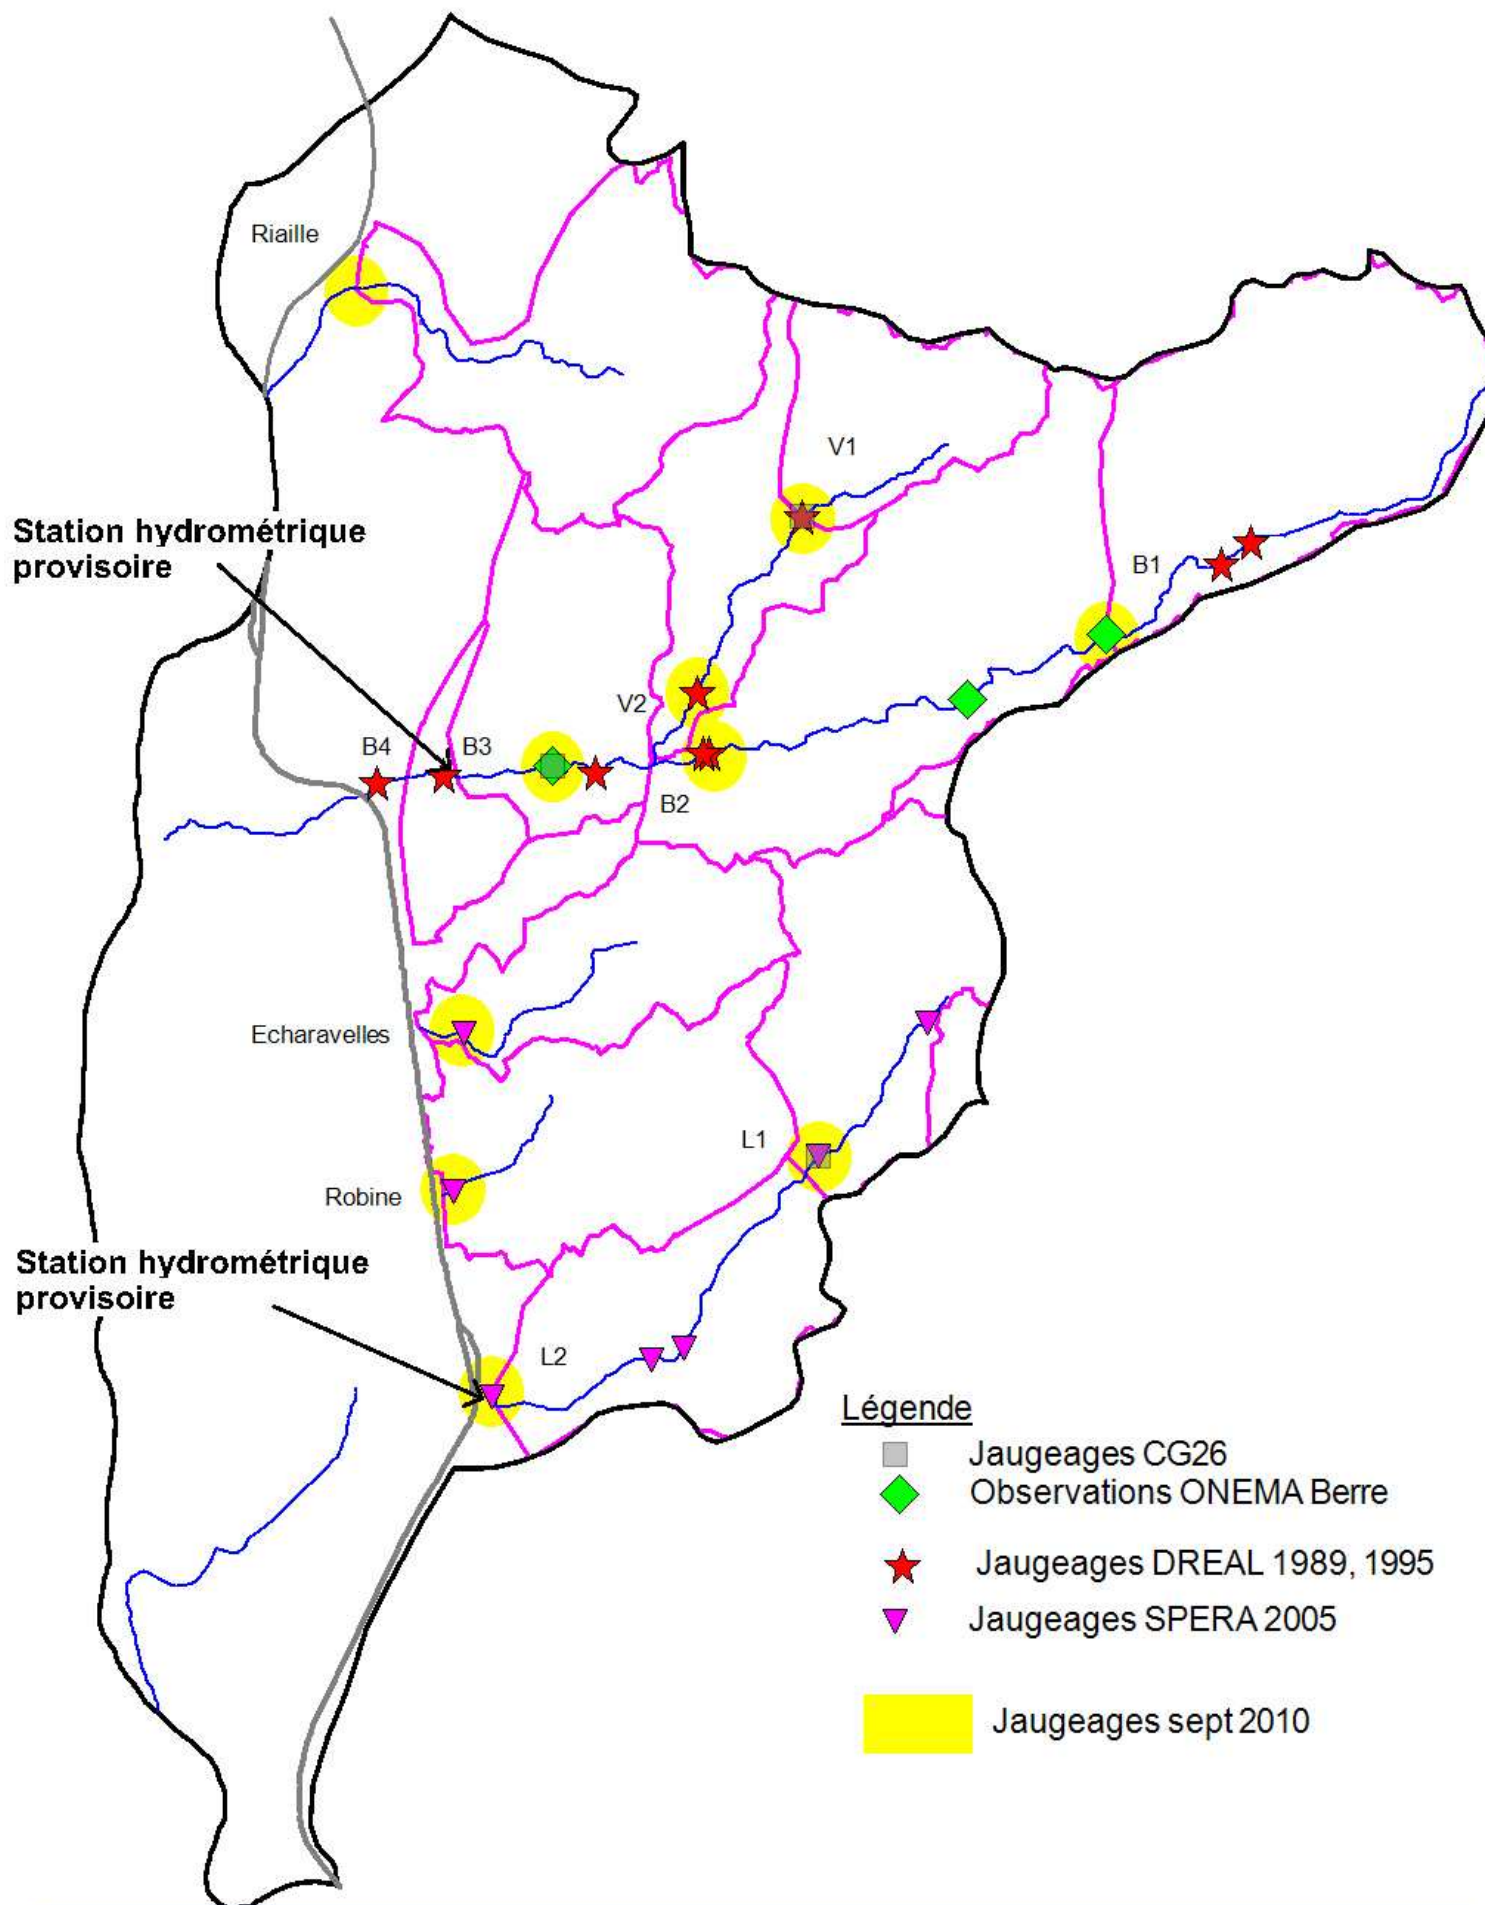 Riaille
V1
Station hydrométrique
provisoire
B1
V2
B4
B3
B2
Echaravelles
L1
Robine
Station hydrométrique
provisoire
L2
Légende
Jaugeages CG26
Observations ONEMA Berre
Jaugeages DREAL 1989, 1995
Jaugeages SPERA 2005
Jaugeages sept 2010